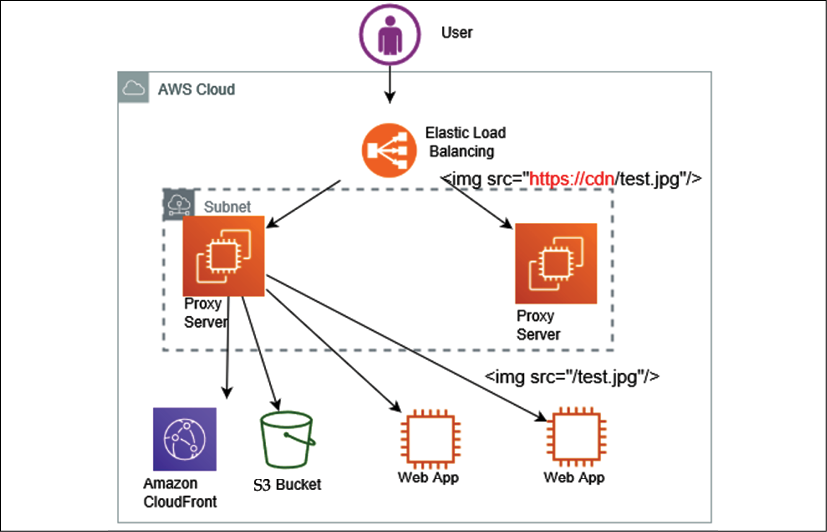 User
AWS Cloud
Elastic Load
Balancing
<img src="https://cdn/test.jpg"/>
Subnet
Proxy
Server
Proxy
Server
<img src="/test.jpg"/>
Amazon
CloudFront
S3 Bucket
Web App
Web App